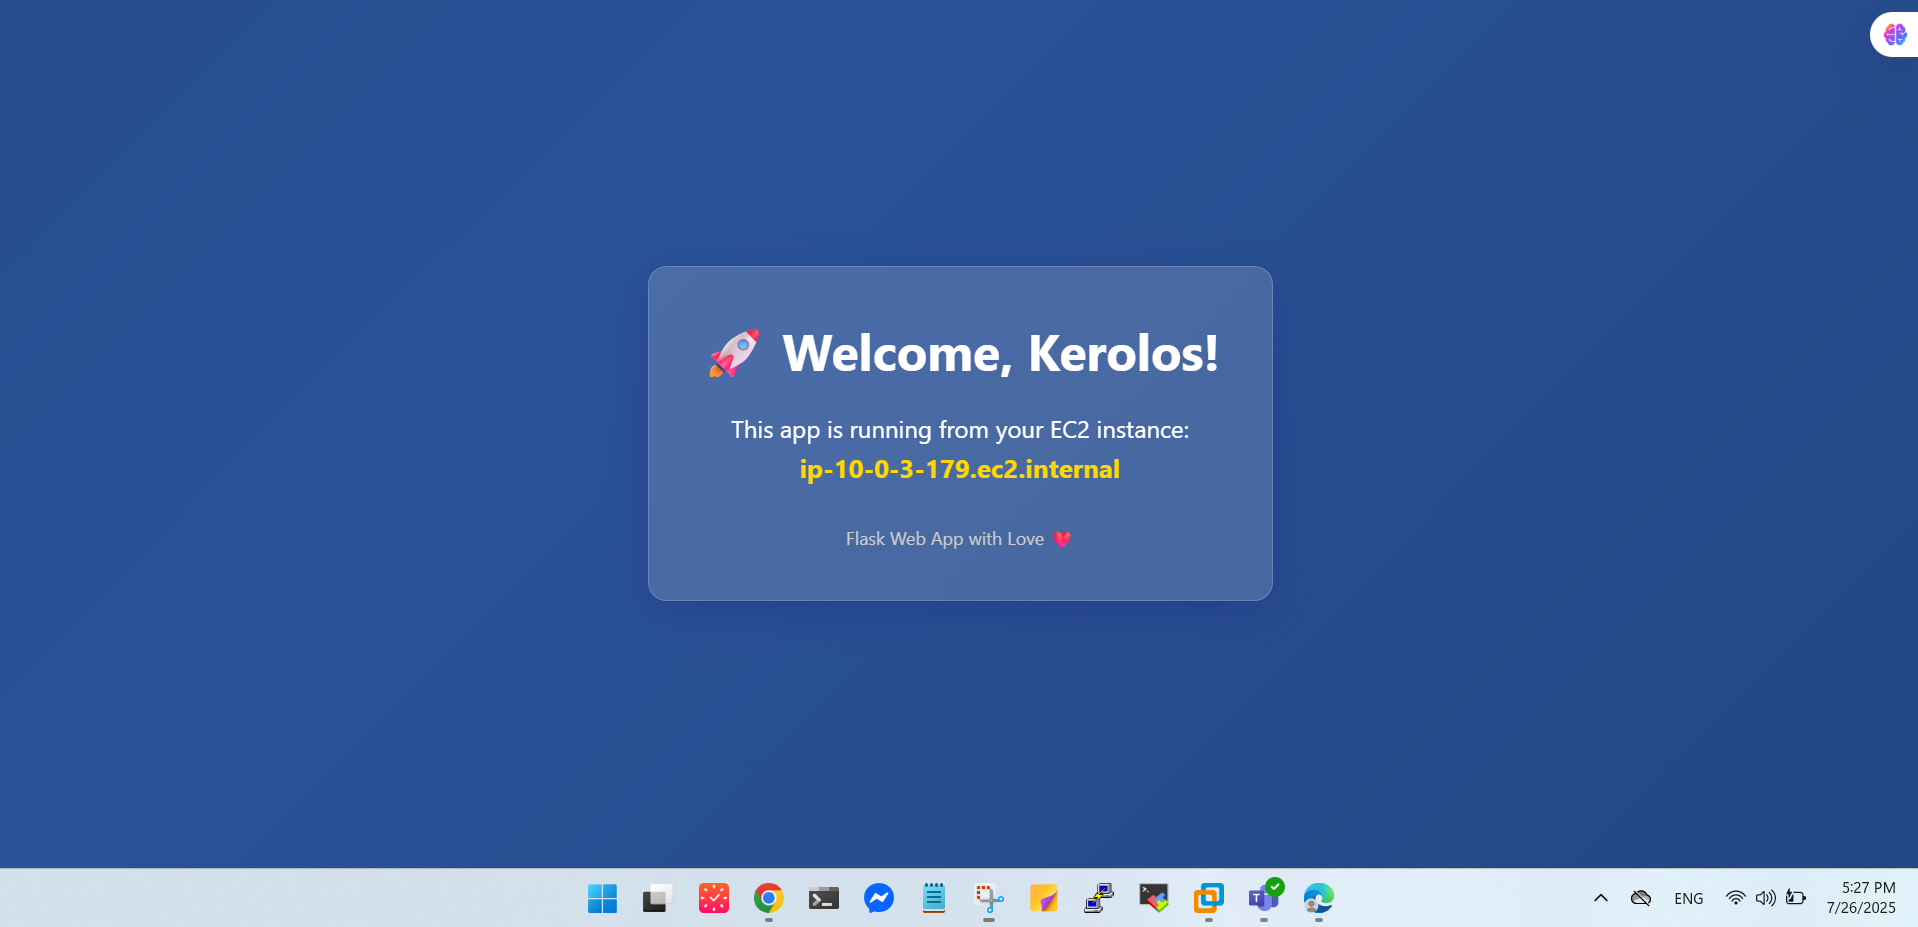 🚀 Welcome, Kerolos!
This app is running from your EC2 instance:
ip-10-0-3-179.ec2.internal
Flask Web App with Love ❤️
ENG
5:27 PM
7/26/2025